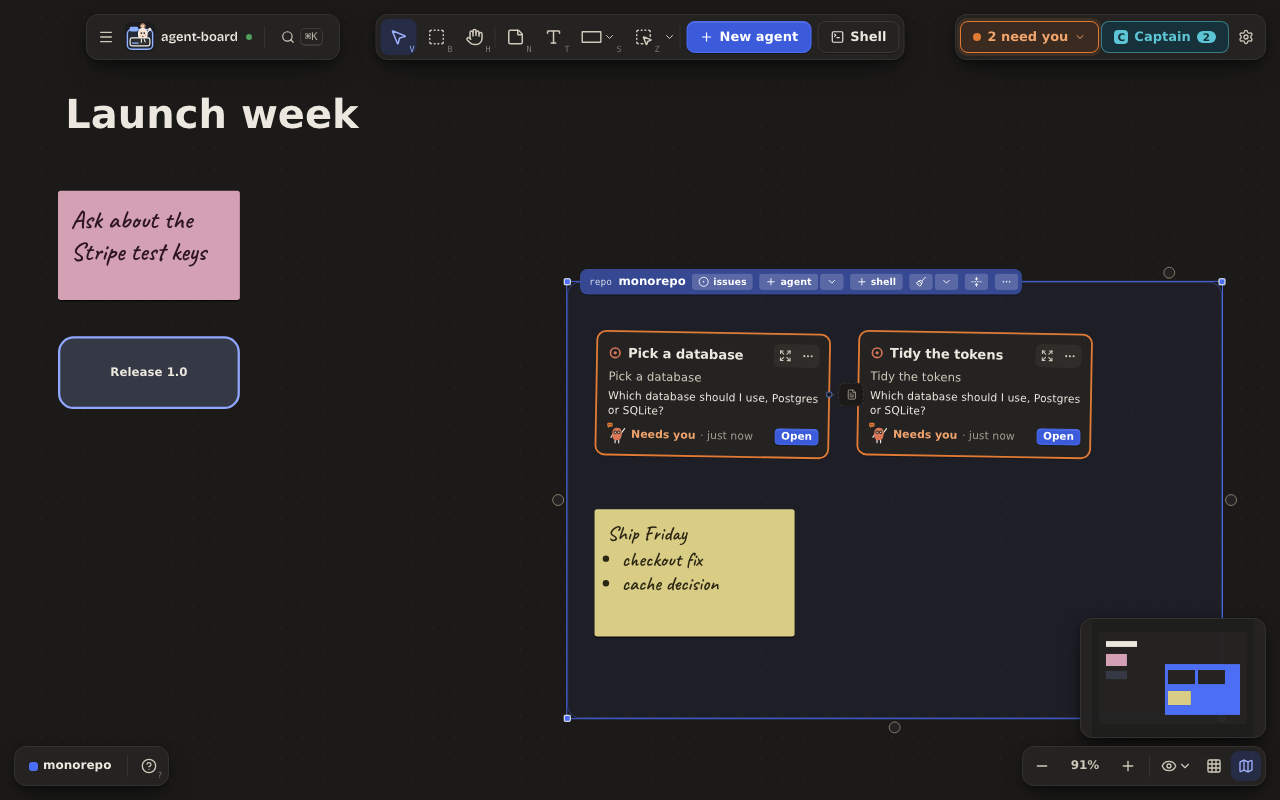 agent-board
⌘K
V
B
H
N
T
S
Z
+ New agent
Shell
2 need you
C Captain 2
Launch week
Ask about the
Stripe test keys
Release 1.0
repo monorepo issues + agent + shell
Pick a database
Pick a database
Which database should I use, Postgres
or SQLite?
Needs you · just now
Open
Tidy the tokens
Tidy the tokens
Which database should I use, Postgres
or SQLite?
Needs you · just now
Open
Ship Friday
• checkout fix
• cache decision
monorepo
?
91%